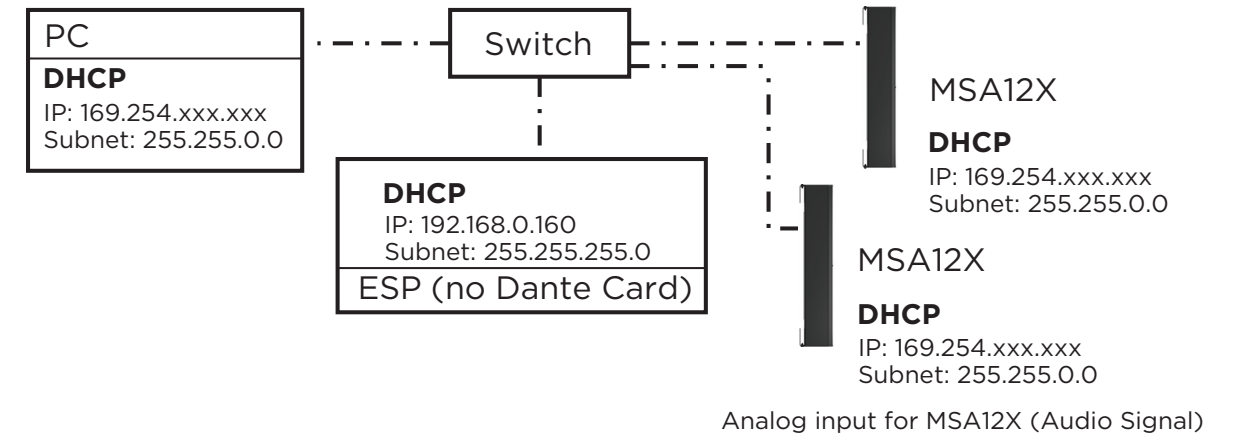 PC
DHCP
IP: 169.254.xxx.xxx
Subnet: 255.255.0.0
Switch
DHCP
IP: 192.168.0.160
Subnet: 255.255.255.0
ESP (no Dante Card)
MSA12X
DHCP
IP: 169.254.xxx.xxx
Subnet: 255.255.0.0
MSA12X
DHCP
IP: 169.254.xxx.xxx
Subnet: 255.255.0.0
Analog input for MSA12X (Audio Signal)